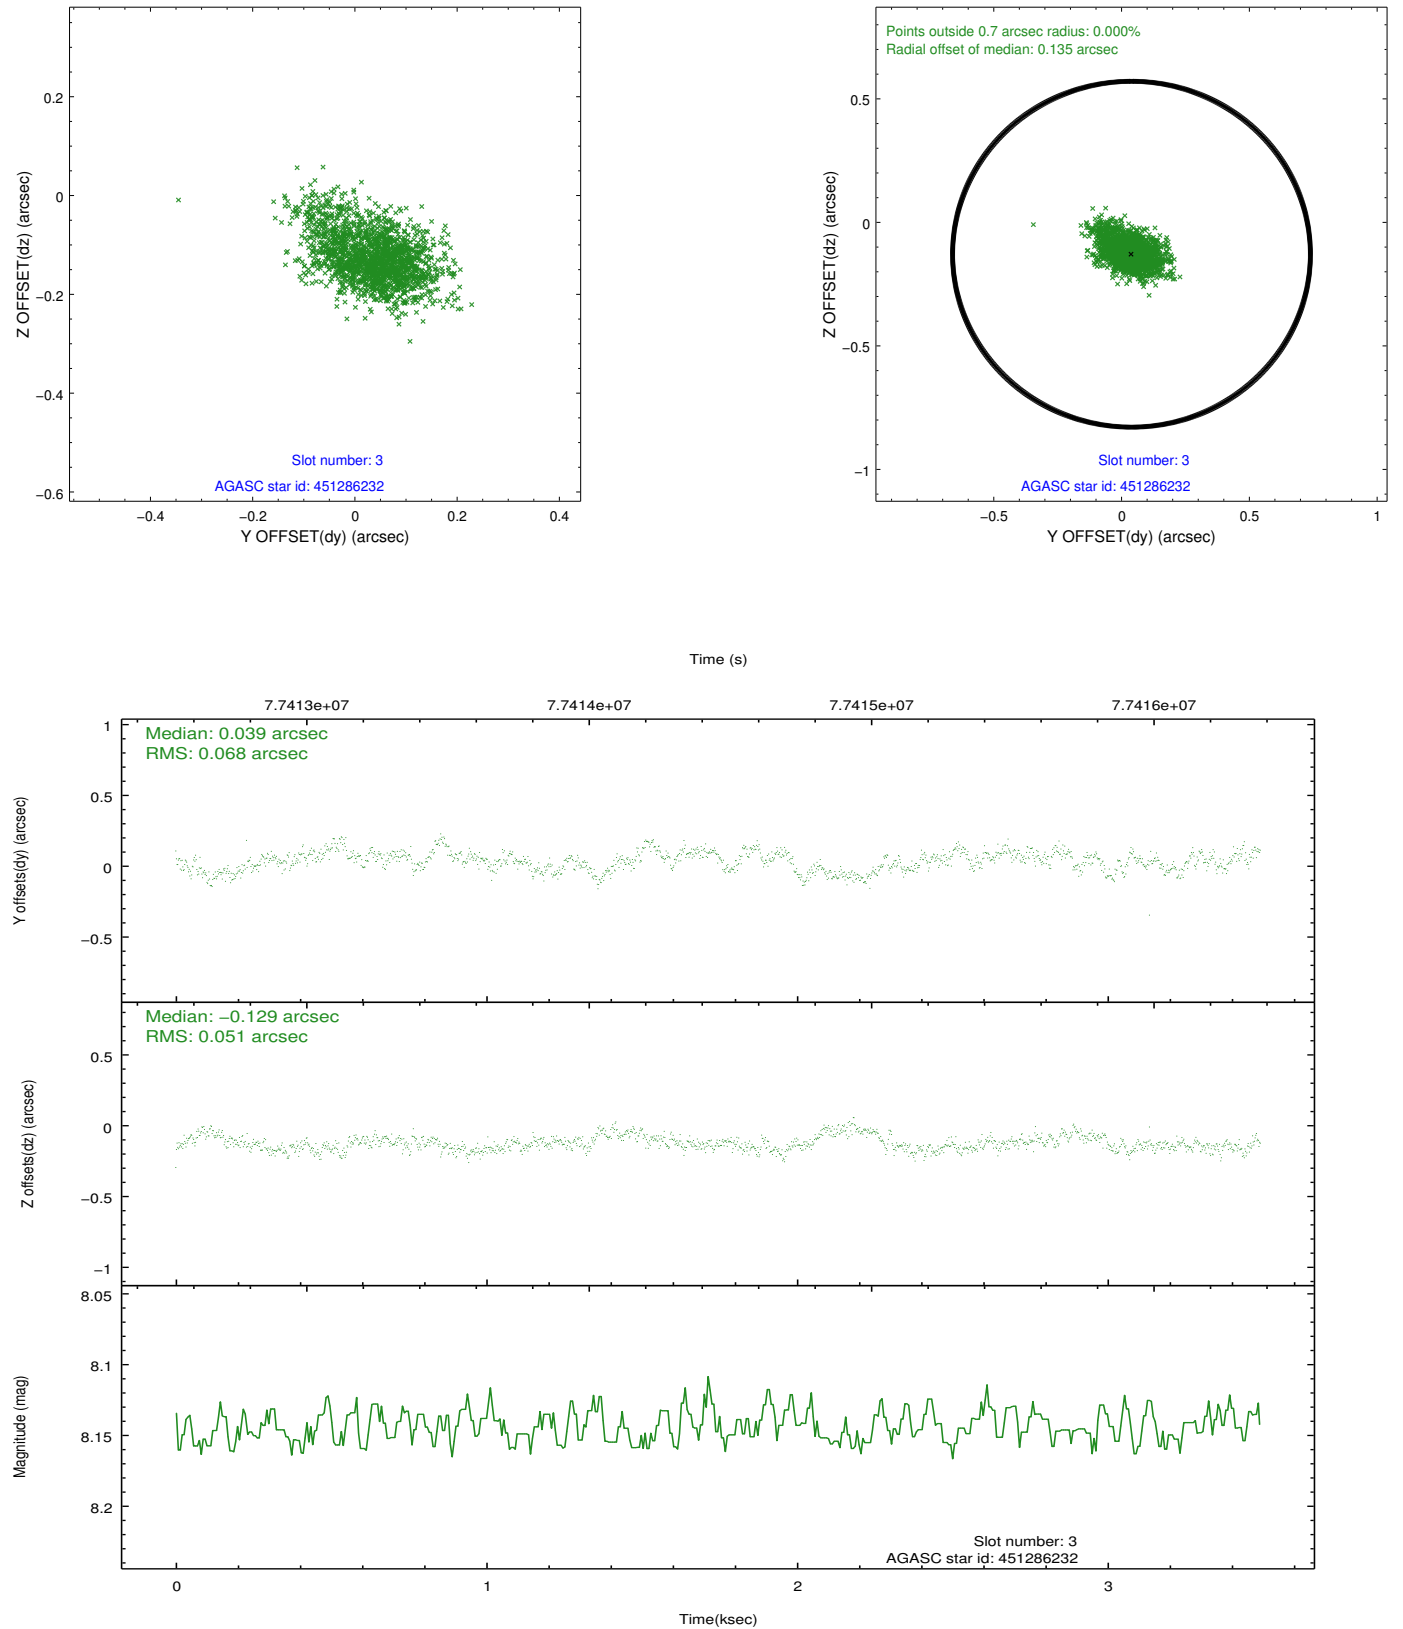 0.2
0
−0.2
−0.4
−0.6
Z OFFSET(dz) (arcsec)
Slot number: 3
AGASC star id: 451286232
−0.4 −0.2 0 0.2 0.4
Y OFFSET(dy) (arcsec)
Points outside 0.7 arcsec radius: 0.000%
Radial offset of median: 0.135 arcsec
0.5
0
−0.5
−1
Z OFFSET(dz) (arcsec)
Slot number: 3
AGASC star id: 451286232
−0.5 0 0.5 1
Y OFFSET(dy) (arcsec)
Time (s)
7.7413e+07 7.7414e+07 7.7415e+07 7.7416e+07
Median: 0.039 arcsec
RMS: 0.068 arcsec
1
0.5
0
−0.5
Y offsets(dy) (arcsec)
Median: −0.129 arcsec
RMS: 0.051 arcsec
0.5
0
−0.5
−1
Z offsets(dz) (arcsec)
8.05
8.1
8.15
8.2
Magnitude (mag)
Slot number: 3
AGASC star id: 451286232
0 1 2 3
Time(ksec)